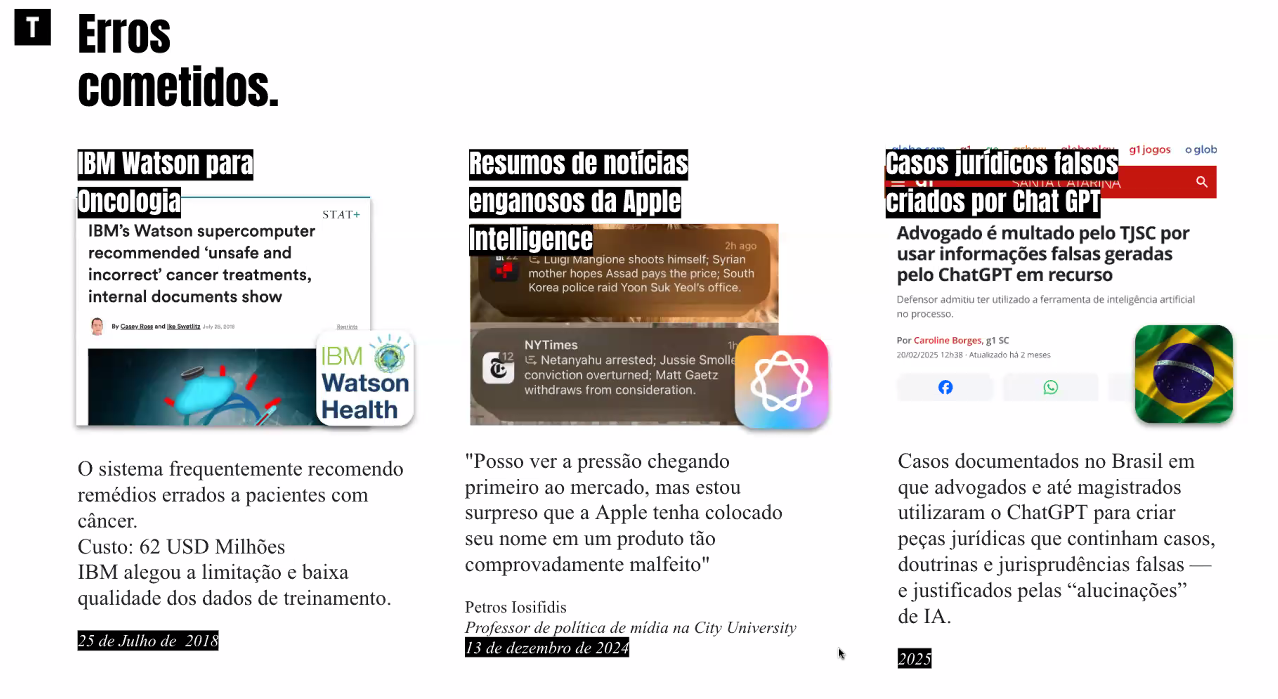 T
Erros
cometidos.
IBM Watson para
Oncologia
STAT+
IBM's Watson supercomputer
recommended ‘unsafe and
incorrect’ cancer treatments,
internal documents show
By Casey Ross and Ike Swetlitz July 25, 2018
Reprints
IBM
Watson
Health
O sistema frequentemente recomendo
remédios errados a pacientes com
câncer.
Custo: 62 USD Milhões
IBM alegou a limitação e baixa
qualidade dos dados de treinamento.
25 de Julho de 2018
Resumos de notícias
enganosos da Apple
Intelligence
2h ago
22
Luigi Mangione shoots himself; Syrian
mother hopes Assad pays the price; South
Korea police raid Yoon Suk Yeol's office.
NYTimes
12
Netanyahu arrested; Jussie Smolle
conviction overturned; Matt Gaetz
withdraws from consideration.
"Posso ver a pressão chegando
primeiro ao mercado, mas estou
surpreso que a Apple tenha colocado
seu nome em um produto tão
comprovadamente malfeito"
Petros Iosifidis
Professor de política de mídia na City University
13 de dezembro de 2024
g1 jogos o glob
Casos jurídicos falsos
SANTA CATARINA
criados por Chat GPT
Advogado é multado pelo TJSC por
usar informações falsas geradas
pelo ChatGPT em recurso
Defensor admitiu ter utilizado a ferramenta de inteligência artificial
no processo.
Por Caroline Borges, g1 SC
20/02/2025 12h38 · Atualizado há 2 meses
Casos documentados no Brasil em
que advogados e até magistrados
utilizaram o ChatGPT para criar
peças jurídicas que continham casos,
doutrinas e jurisprudências falsas —
e justificados pelas “alucinações”
de IA.
2025